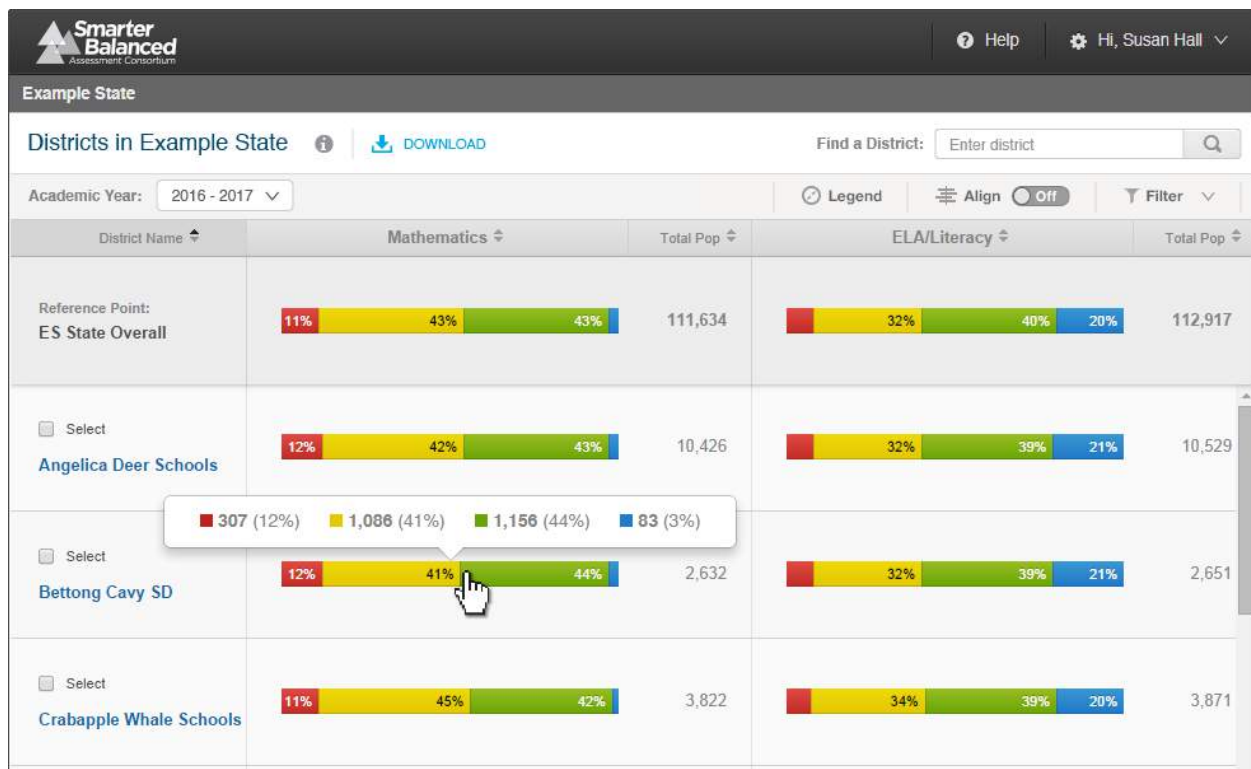 Smarter
Balanced
Assessment Consortium
Help
Hi, Susan Hall
Example State
Districts in Example State
DOWNLOAD
Find a District:
Enter district
Academic Year:
2016 - 2017
Legend
Align
Off
Filter
District Name
Mathematics
Total Pop
ELA/Literacy
Total Pop
Reference Point:
ES State Overall
11% 43% 43%
111,634
32% 40% 20%
112,917
Select
Angelica Deer Schools
12% 42% 43%
10,426
32% 39% 21%
10,529
307 (12%) 1,086 (41%) 1,156 (44%) 83 (3%)
Select
Bettong Cavy SD
12% 41% 44%
2,632
32% 39% 21%
2,651
Select
Crabapple Whale Schools
11% 45% 42%
3,822
34% 39% 20%
3,871